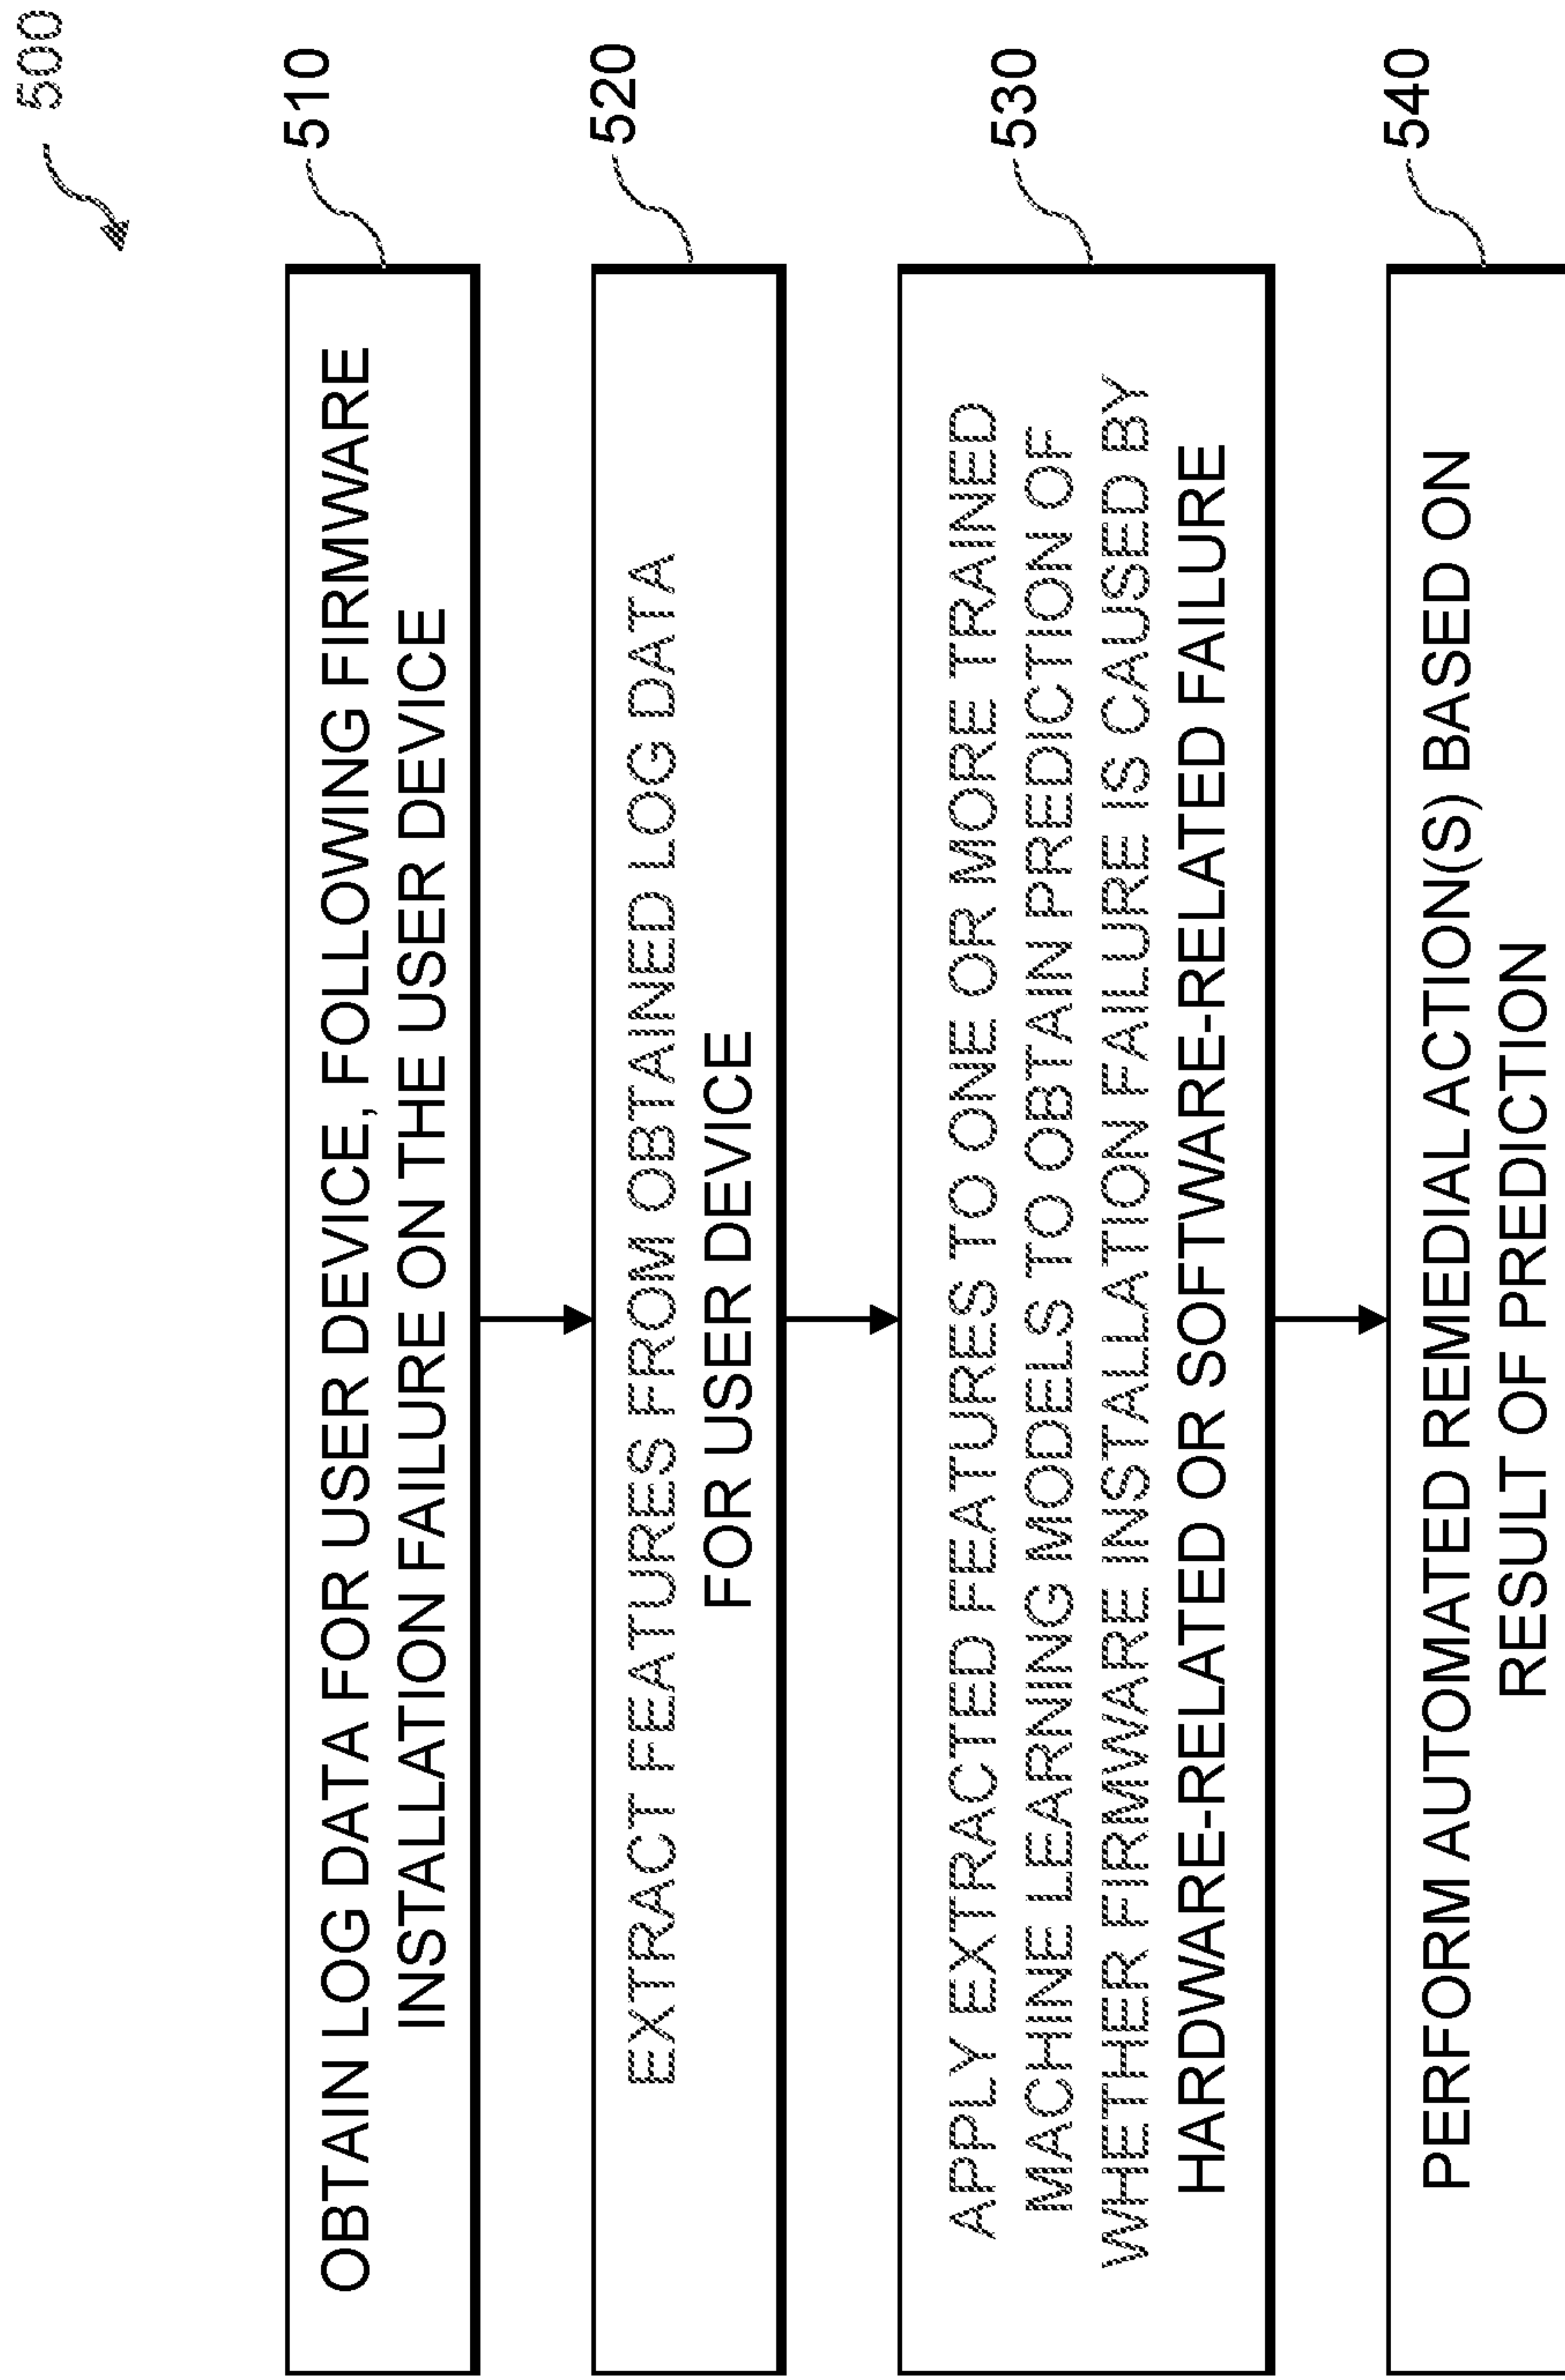 500
510
OBTAIN LOG DATA FOR USER DEVICE, FOLLOWING FIRMWARE
INSTALLATION FAILURE ON THE USER DEVICE
520
EXTRACT FEATURES FROM OBTAINED LOG DATA
FOR USER DEVICE
530
APPLY EXTRACTED FEATURES TO ONE OR MORE TRAINED
MACHINE LEARNING MODELS TO OBTAIN PREDICTION OF
WHETHER FIRMWARE INSTALLATION FAILURE IS CAUSED BY
HARDWARE-RELATED OR SOFTWARE-RELATED FAILURE
540
PERFORM AUTOMATED REMEDIAL ACTION(S) BASED ON
RESULT OF PREDICTION